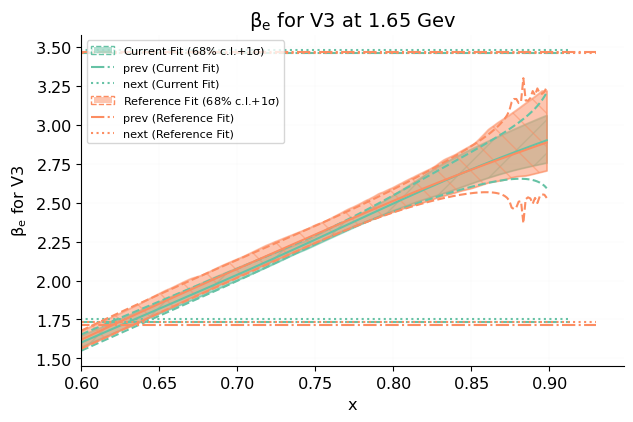 βe for V3 at 1.65 Gev
Current Fit (68% c.l.+1σ)
prev (Current Fit)
next (Current Fit)
Reference Fit (68% c.l.+1σ)
prev (Reference Fit)
next (Reference Fit)
βe for V3
3.50
3.25
3.00
2.75
2.50
2.25
2.00
1.75
1.50
0.60 0.65 0.70 0.75 0.80 0.85 0.90
x